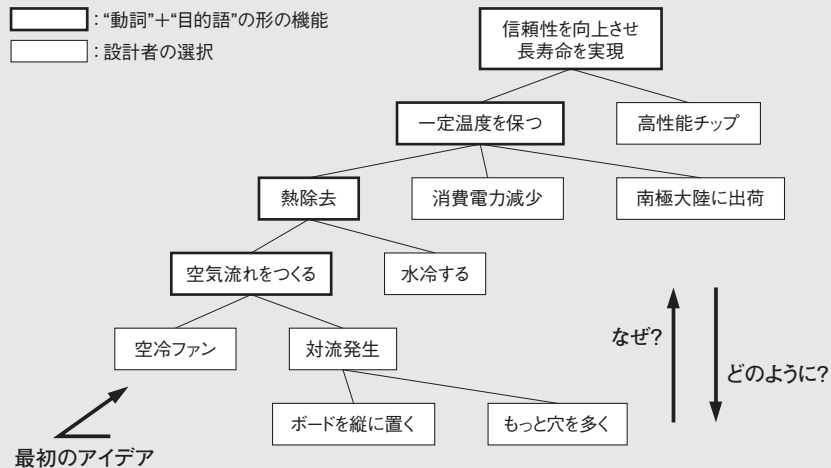 ：“動詞”＋“目的語”の形の機能
：設計者の選択
信頼性を向上させ
長寿命を実現
一定温度を保つ
高性能チップ
熱除去
消費電力減少
南極大陸に出荷
空気流れをつくる
水冷する
空冷ファン
対流発生
なぜ?
どのように?
ボードを縦に置く
もっと穴を多く
最初のアイデア